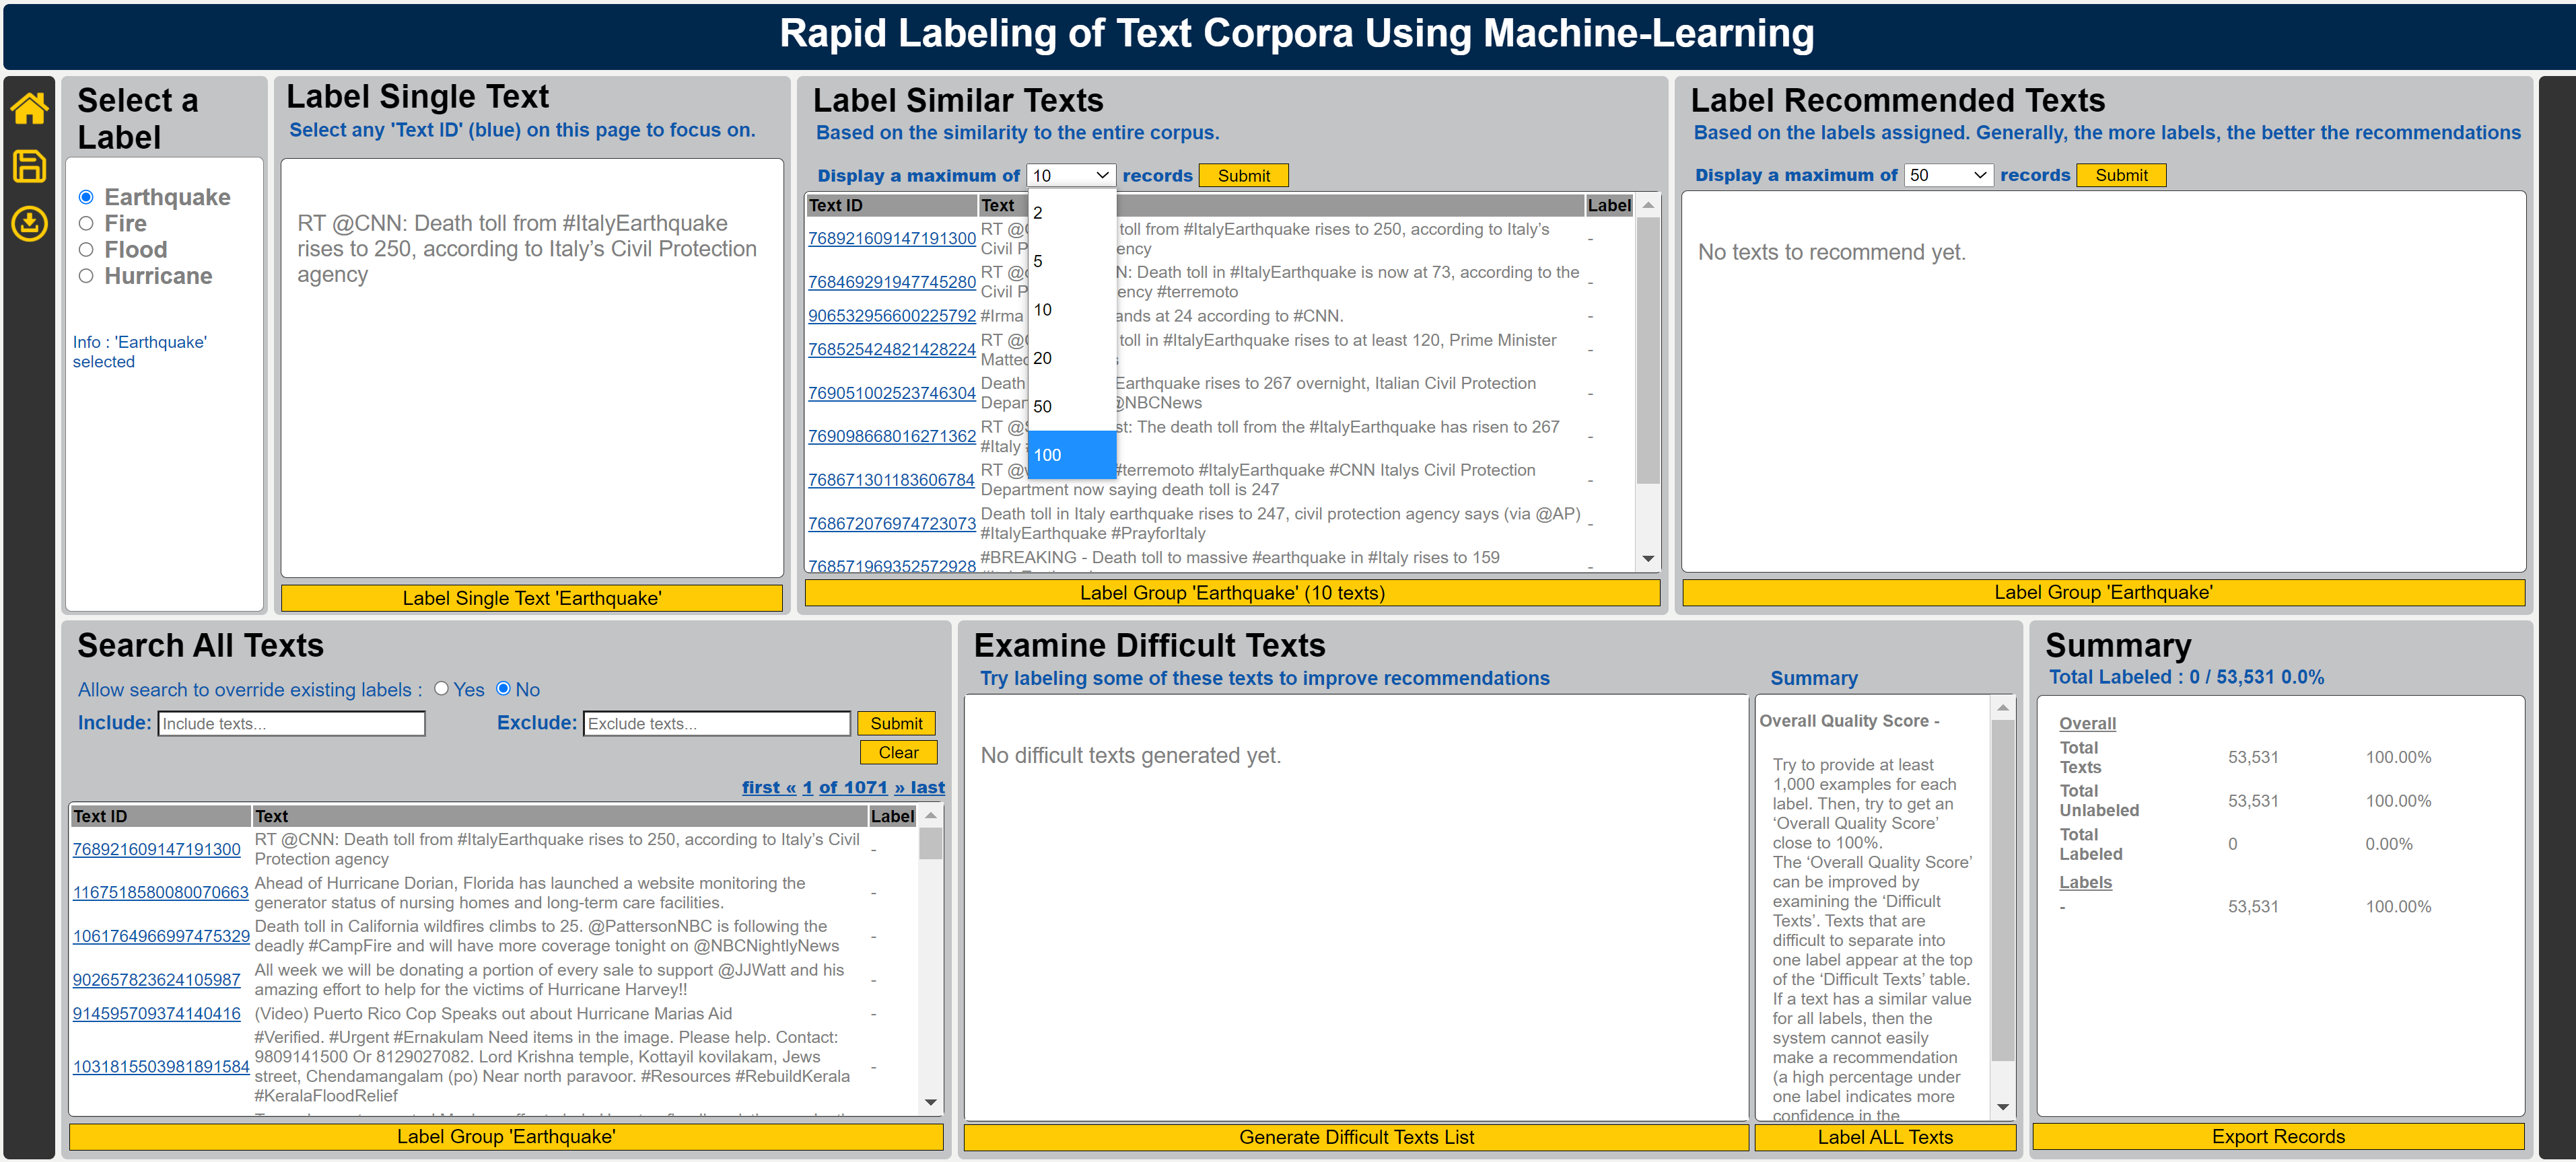 Rapid Labeling of Text Corpora Using Machine-Learning
Select a
Label
Earthquake
Fire
Flood
Hurricane
Info : 'Earthquake'
selected
Label Single Text
Select any 'Text ID' (blue) on this page to focus on.
RT @CNN: Death toll from #ItalyEarthquake
rises to 250, according to Italy’s Civil Protection
agency
Label Single Text 'Earthquake'
Label Similar Texts
Based on the similarity to the entire corpus.
Display a maximum of 10 records Submit
2
5
10
20
50
100
Text ID Text Label
768921609147191300 RT @ toll from #ItalyEarthquake rises to 250, according to Italy’s -
Civil P ency
768469291947745280 RT @ N: Death toll in #ItalyEarthquake is now at 73, according to the -
Civil P ency #terremoto
906532956600225792 #Irma ands at 24 according to #CNN. -
768525424821428224 RT @ toll in #ItalyEarthquake rises to at least 120, Prime Minister -
Matteo
769051002523746304 Death Earthquake rises to 267 overnight, Italian Civil Protection -
Depar @NBCNews
769098668016271362 RT @ st: The death toll from the #ItalyEarthquake has risen to 267 -
#Italy
768671301183606784 RT @ #terremoto #ItalyEarthquake #CNN Italys Civil Protection -
Department now saying death toll is 247
768672076974723073 Death toll in Italy earthquake rises to 247, civil protection agency says (via @AP) -
#ItalyEarthquake #PrayforItaly
768571969352572928 #BREAKING - Death toll to massive #earthquake in #Italy rises to 159 -
Label Group 'Earthquake' (10 texts)
Label Recommended Texts
Based on the labels assigned. Generally, the more labels, the better the recommendations
Display a maximum of 50 records Submit
No texts to recommend yet.
Label Group 'Earthquake'
Search All Texts
Allow search to override existing labels : Yes No
Include: Include texts... Exclude: Exclude texts... Submit
Clear
first « 1 of 1071 » last
Text ID Text Label
768921609147191300 RT @CNN: Death toll from #ItalyEarthquake rises to 250, according to Italy’s Civil -
Protection agency
1167518580080070663 Ahead of Hurricane Dorian, Florida has launched a website monitoring the -
generator status of nursing homes and long-term care facilities.
1061764966997475329 Death toll in California wildfires climbs to 25. @PattersonNBC is following the -
deadly #CampFire and will have more coverage tonight on @NBCNightlyNews
902657823624105987 All week we will be donating a portion of every sale to support @JJWatt and his -
amazing effort to help for the victims of Hurricane Harvey!!
914595709374140416 (Video) Puerto Rico Cop Speaks out about Hurricane Marias Aid -
#Verified. #Urgent #Ernakulam Need items in the image. Please help. Contact:
9809141500 Or 8129027082. Lord Krishna temple, Kottayil kovilakam, Jews
1031815503981891584 street, Chendamangalam (po) Near north paravoor. #Resources #RebuildKerala -
#KeralaFloodRelief
Label Group 'Earthquake'
Examine Difficult Texts
Try labeling some of these texts to improve recommendations
No difficult texts generated yet.
Generate Difficult Texts List
Summary
Overall Quality Score -
Try to provide at least
1,000 examples for each
label. Then, try to get an
‘Overall Quality Score’
close to 100%.
The ‘Overall Quality Score’
can be improved by
examining the ‘Difficult
Texts’. Texts that are
difficult to separate into
one label appear at the top
of the ‘Difficult Texts’ table.
If a text has a similar value
for all labels, then the
system cannot easily
make a recommendation
(a high percentage under
one label indicates more
confidence in the
Label ALL Texts
Summary
Total Labeled : 0 / 53,531 0.0%
Overall
Total
Texts 53,531 100.00%
Total
Unlabeled 53,531 100.00%
Total
Labeled 0 0.00%
Labels
- 53,531 100.00%
Export Records